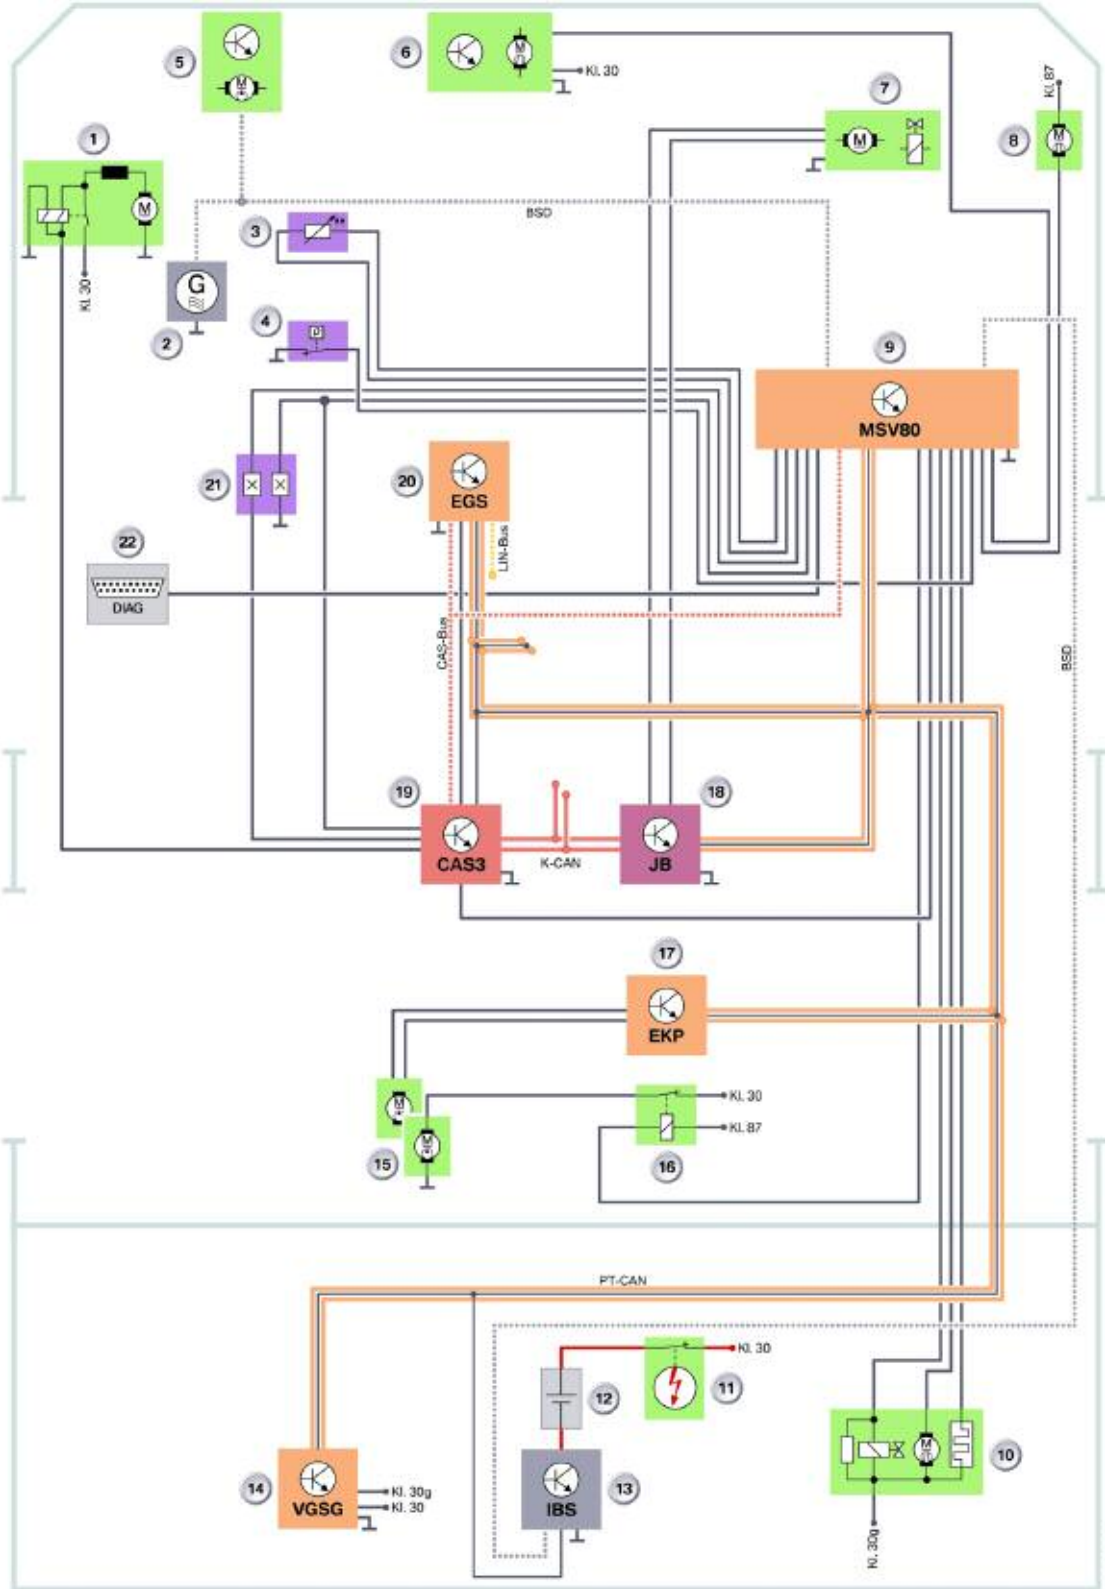 5
6
M
M
Kl. 30
7
Kl. 87
1
M
8
M
M
BSD
3
Kl. 30
G
4
2
9
MSV80
20
EGS
21
LIN-Bus
22
DIAG
CAS-Bus
BSD
19
18
CAS3
K-CAN
JB
17
EKP
M
Kl. 30
M
Kl. 87
15
16
PT-CAN
Kl. 30
12
11
M
10
14
VGSG
Kl. 30g
Kl. 30
IBS
13
Kl. 30g